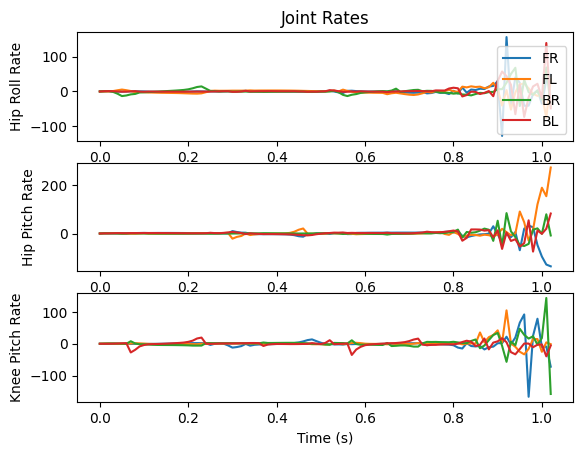 Joint Rates
Hip Roll Rate
100
0
−100
FR
FL
BR
BL
0.0 0.2 0.4 0.6 0.8 1.0
Hip Pitch Rate
200
0
0.0 0.2 0.4 0.6 0.8 1.0
Knee Pitch Rate
100
0
−100
0.0 0.2 0.4 0.6 0.8 1.0
Time (s)